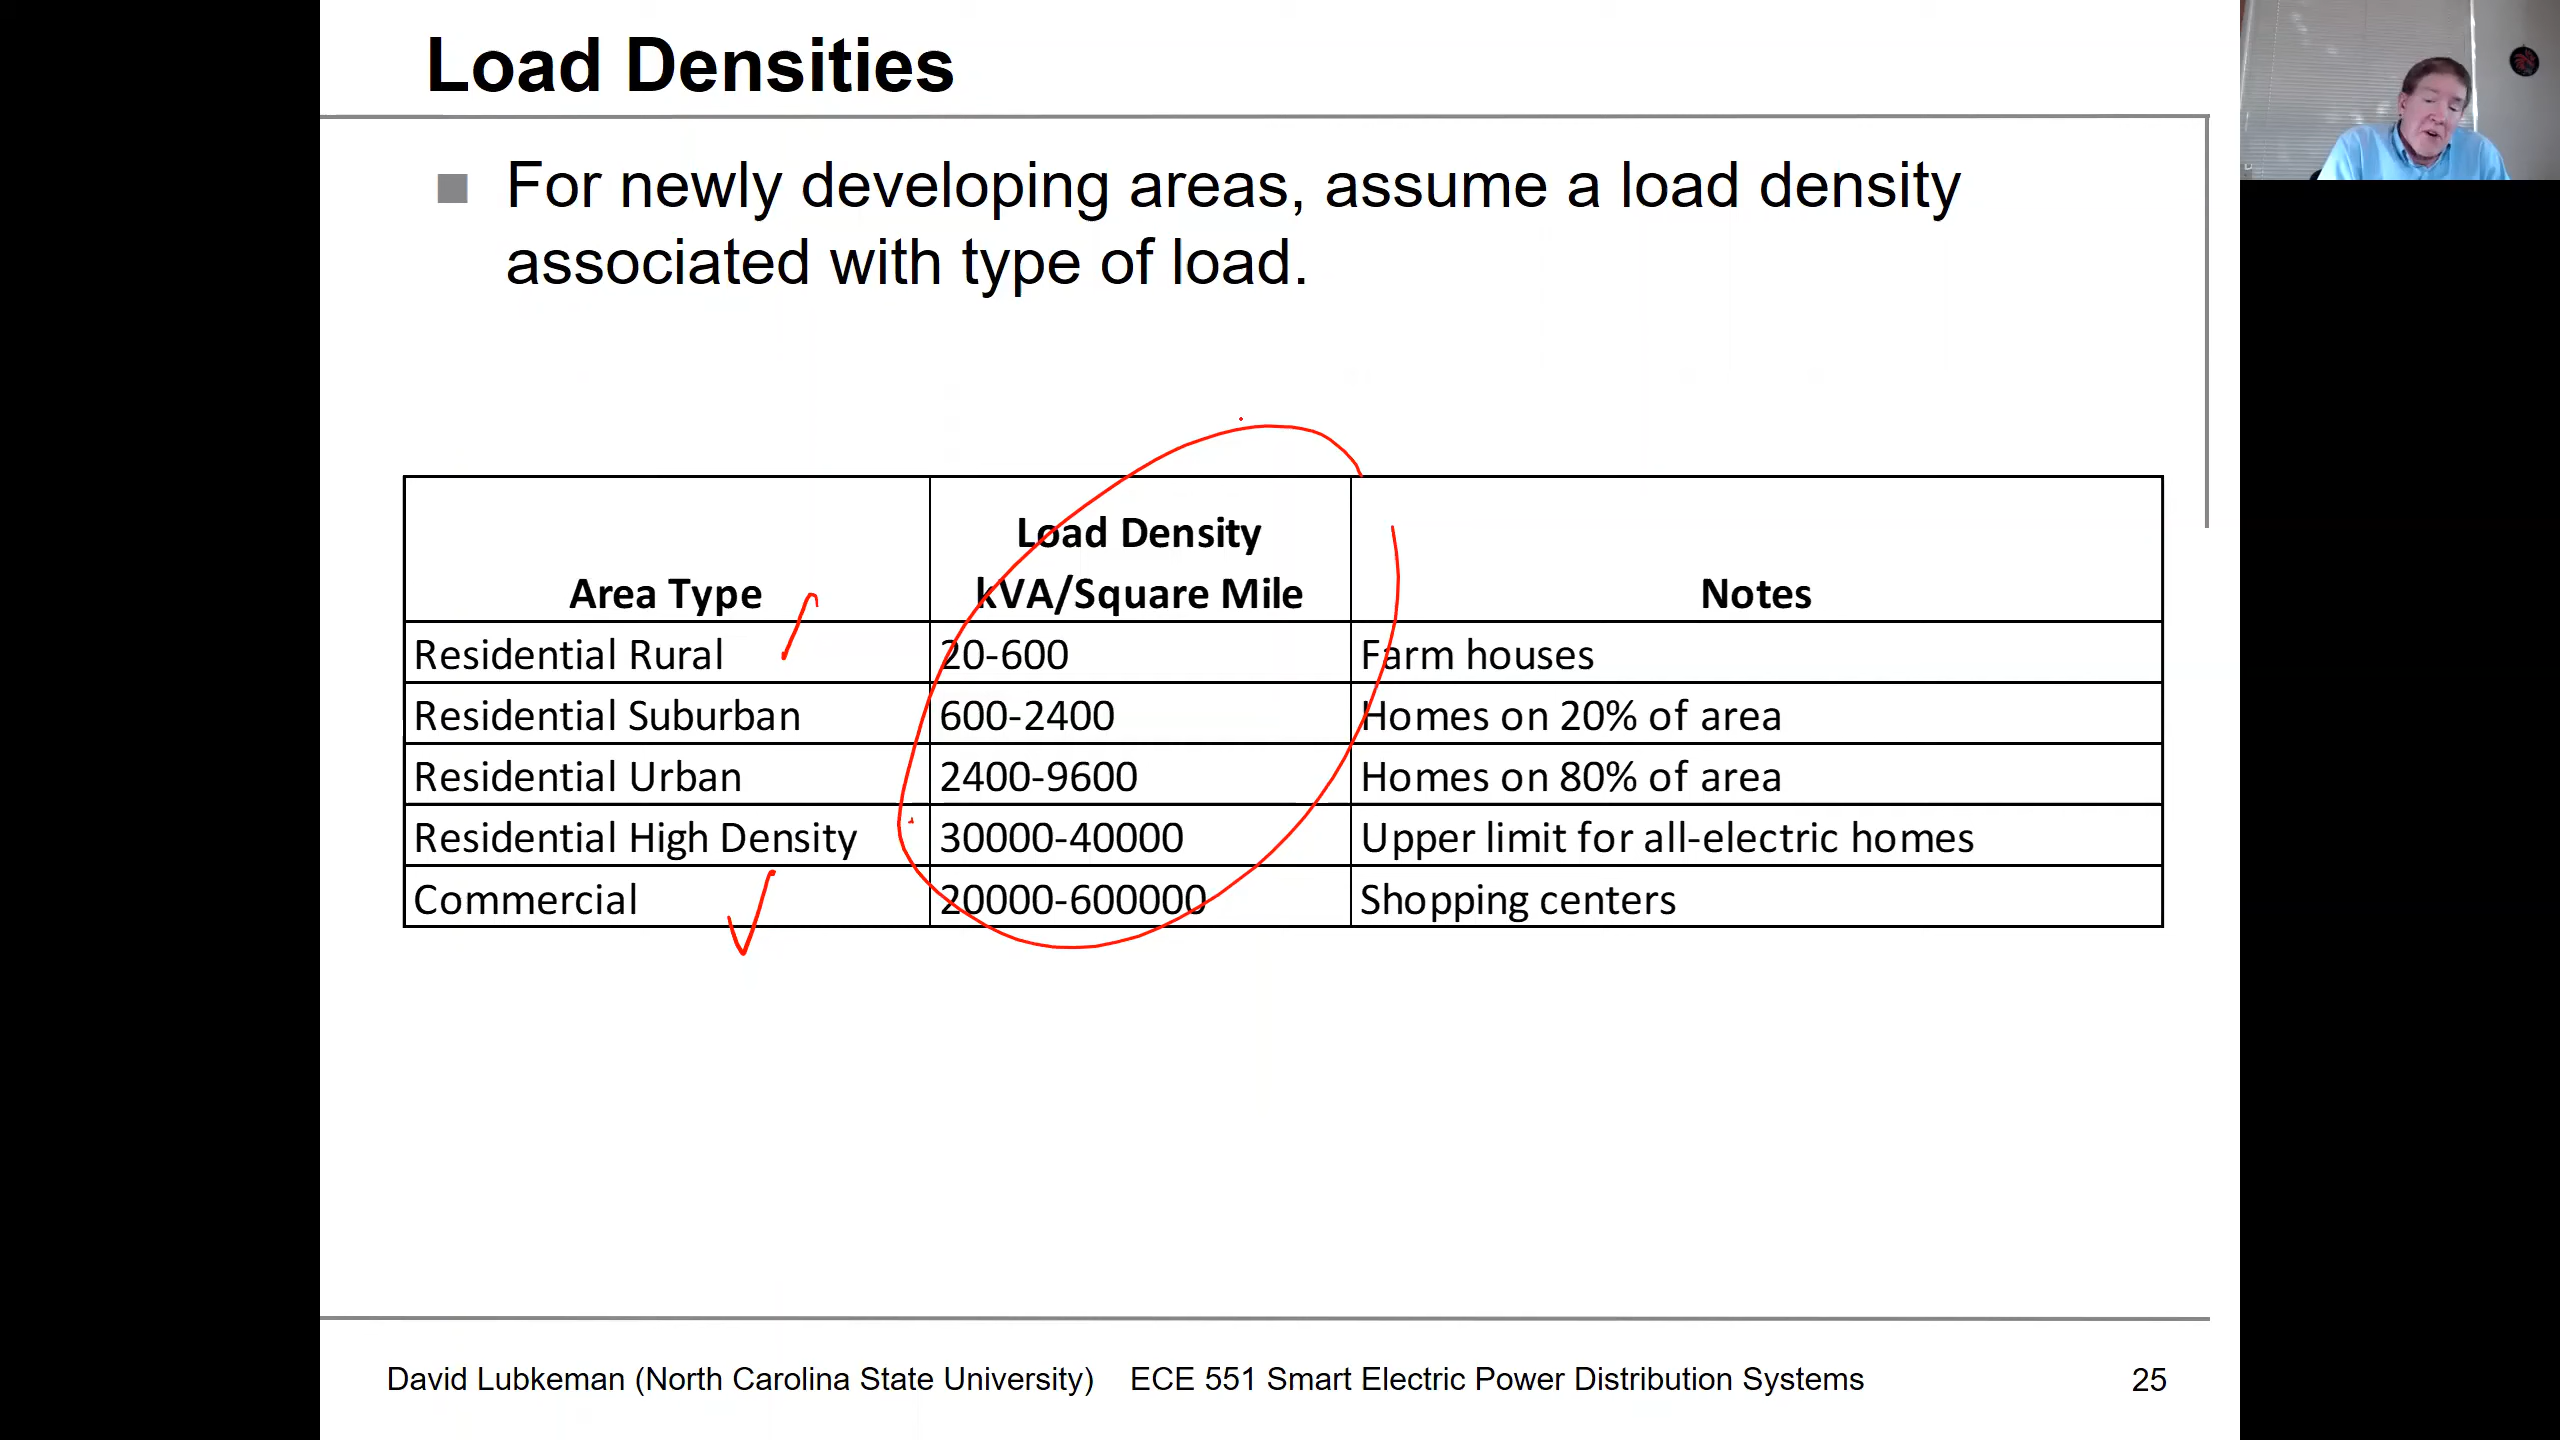 Load Densities
For newly developing areas, assume a load density
associated with type of load.
Area Type Load Density kVA/Square Mile Notes
Residential Rural 20-600 Farm houses
Residential Suburban 600-2400 Homes on 20% of area
Residential Urban 2400-9600 Homes on 80% of area
Residential High Density 30000-40000 Upper limit for all-electric homes
Commercial 20000-600000 Shopping centers
David Lubkeman (North Carolina State University) ECE 551 Smart Electric Power Distribution Systems 25